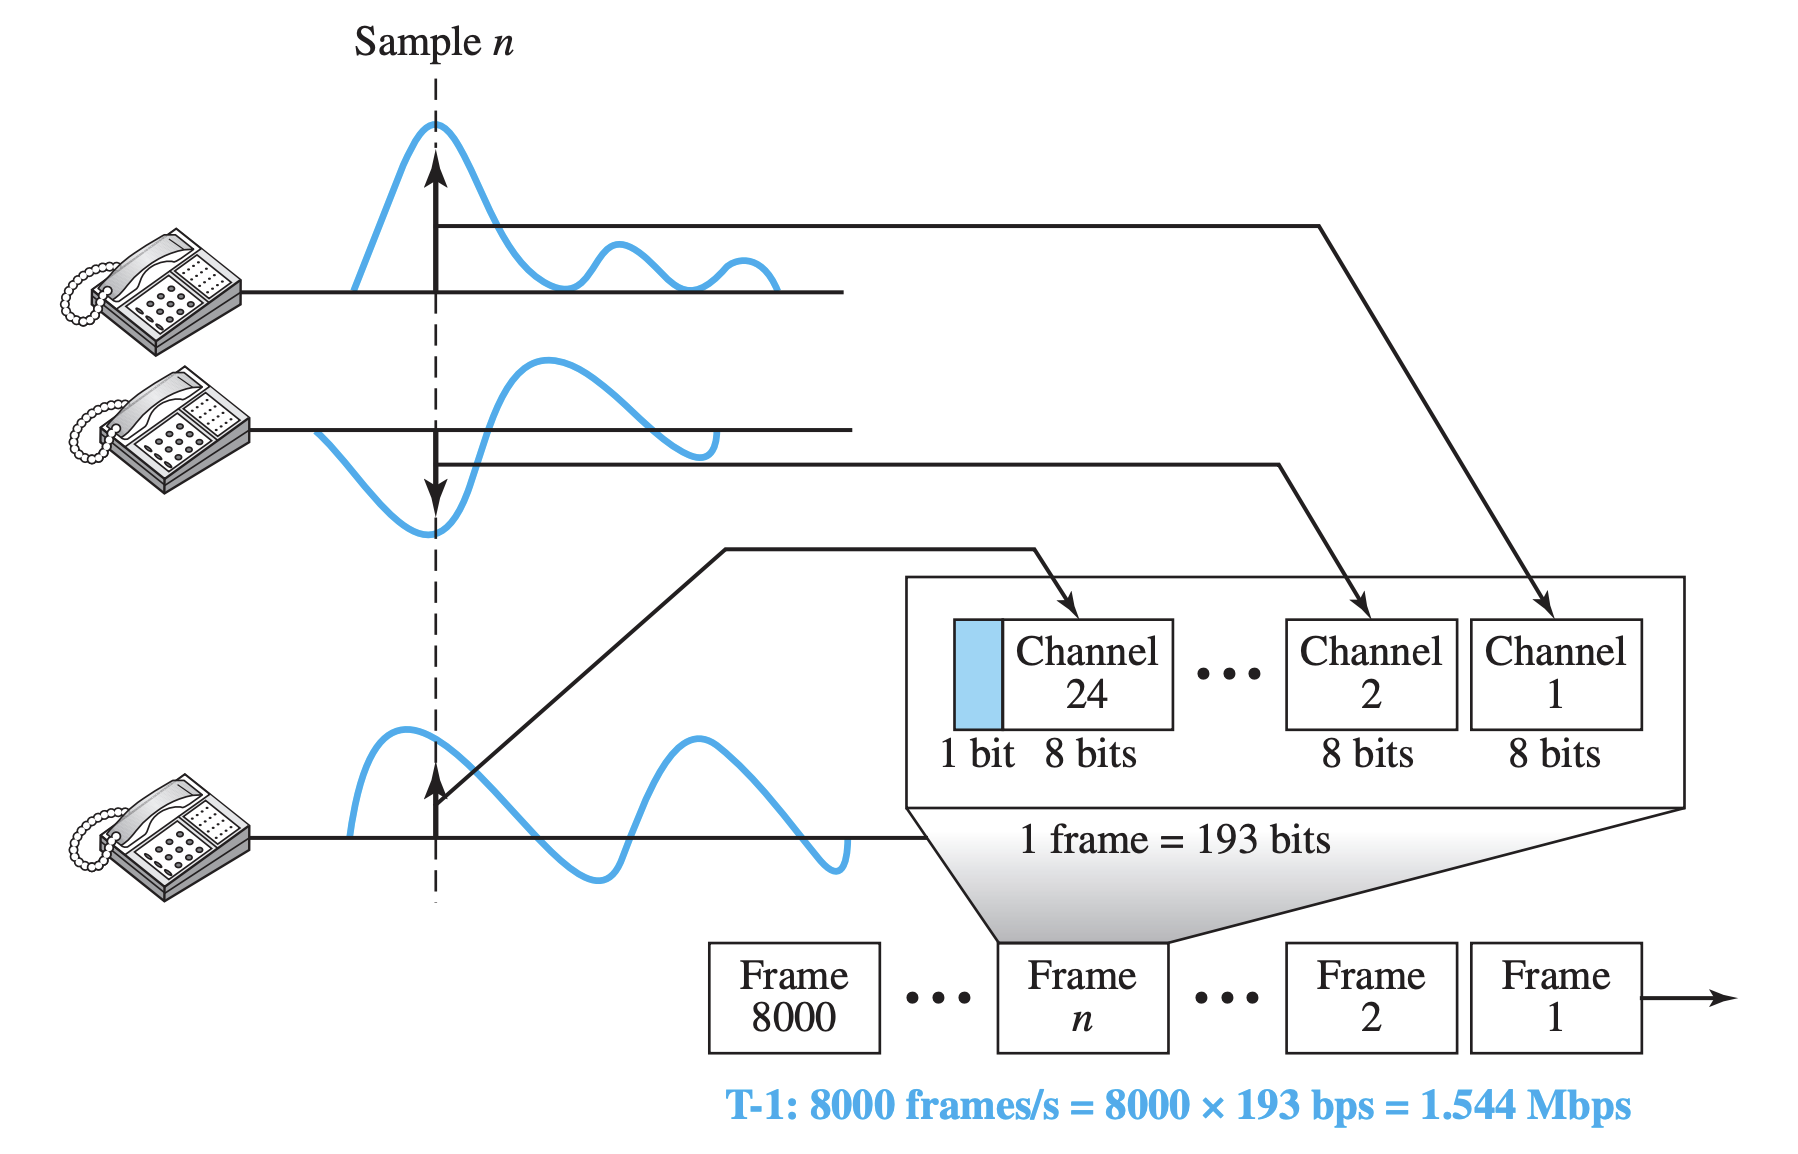 Sample n
Channel
24
Channel
2
Channel
1
1 bit
8 bits
8 bits
8 bits
1 frame = 193 bits
Frame
8000
Frame
n
Frame
2
Frame
1
T-1: 8000 frames/s = 8000 × 193 bps = 1.544 Mbps